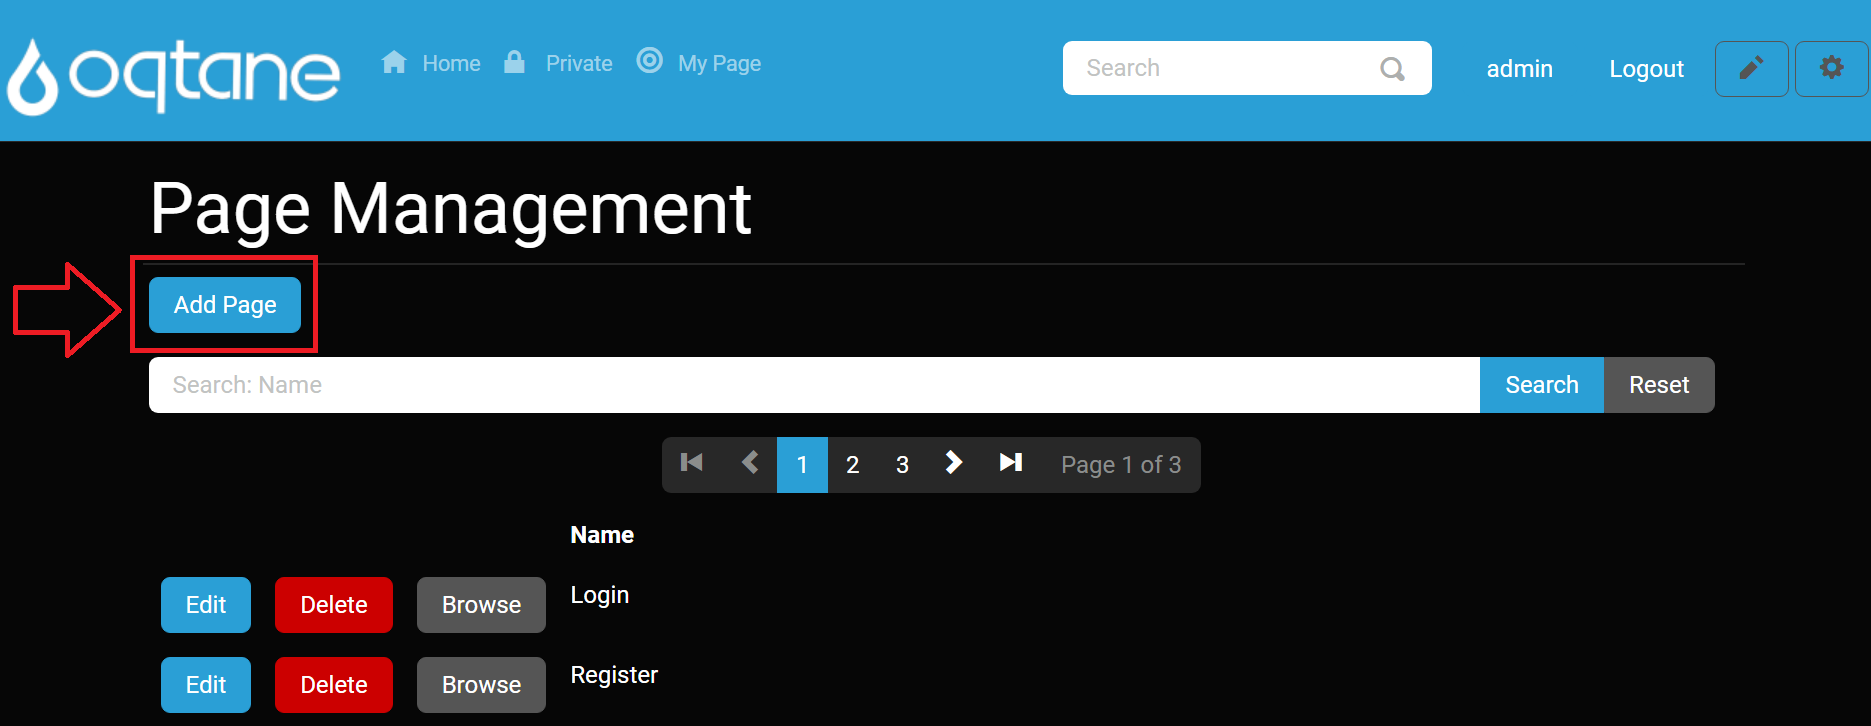 oqtane Home Private My Page Search admin Logout
Page Management
Add Page
Search: Name Search Reset
1 2 3 Page 1 of 3
Name
Edit Delete Browse Login
Edit Delete Browse Register